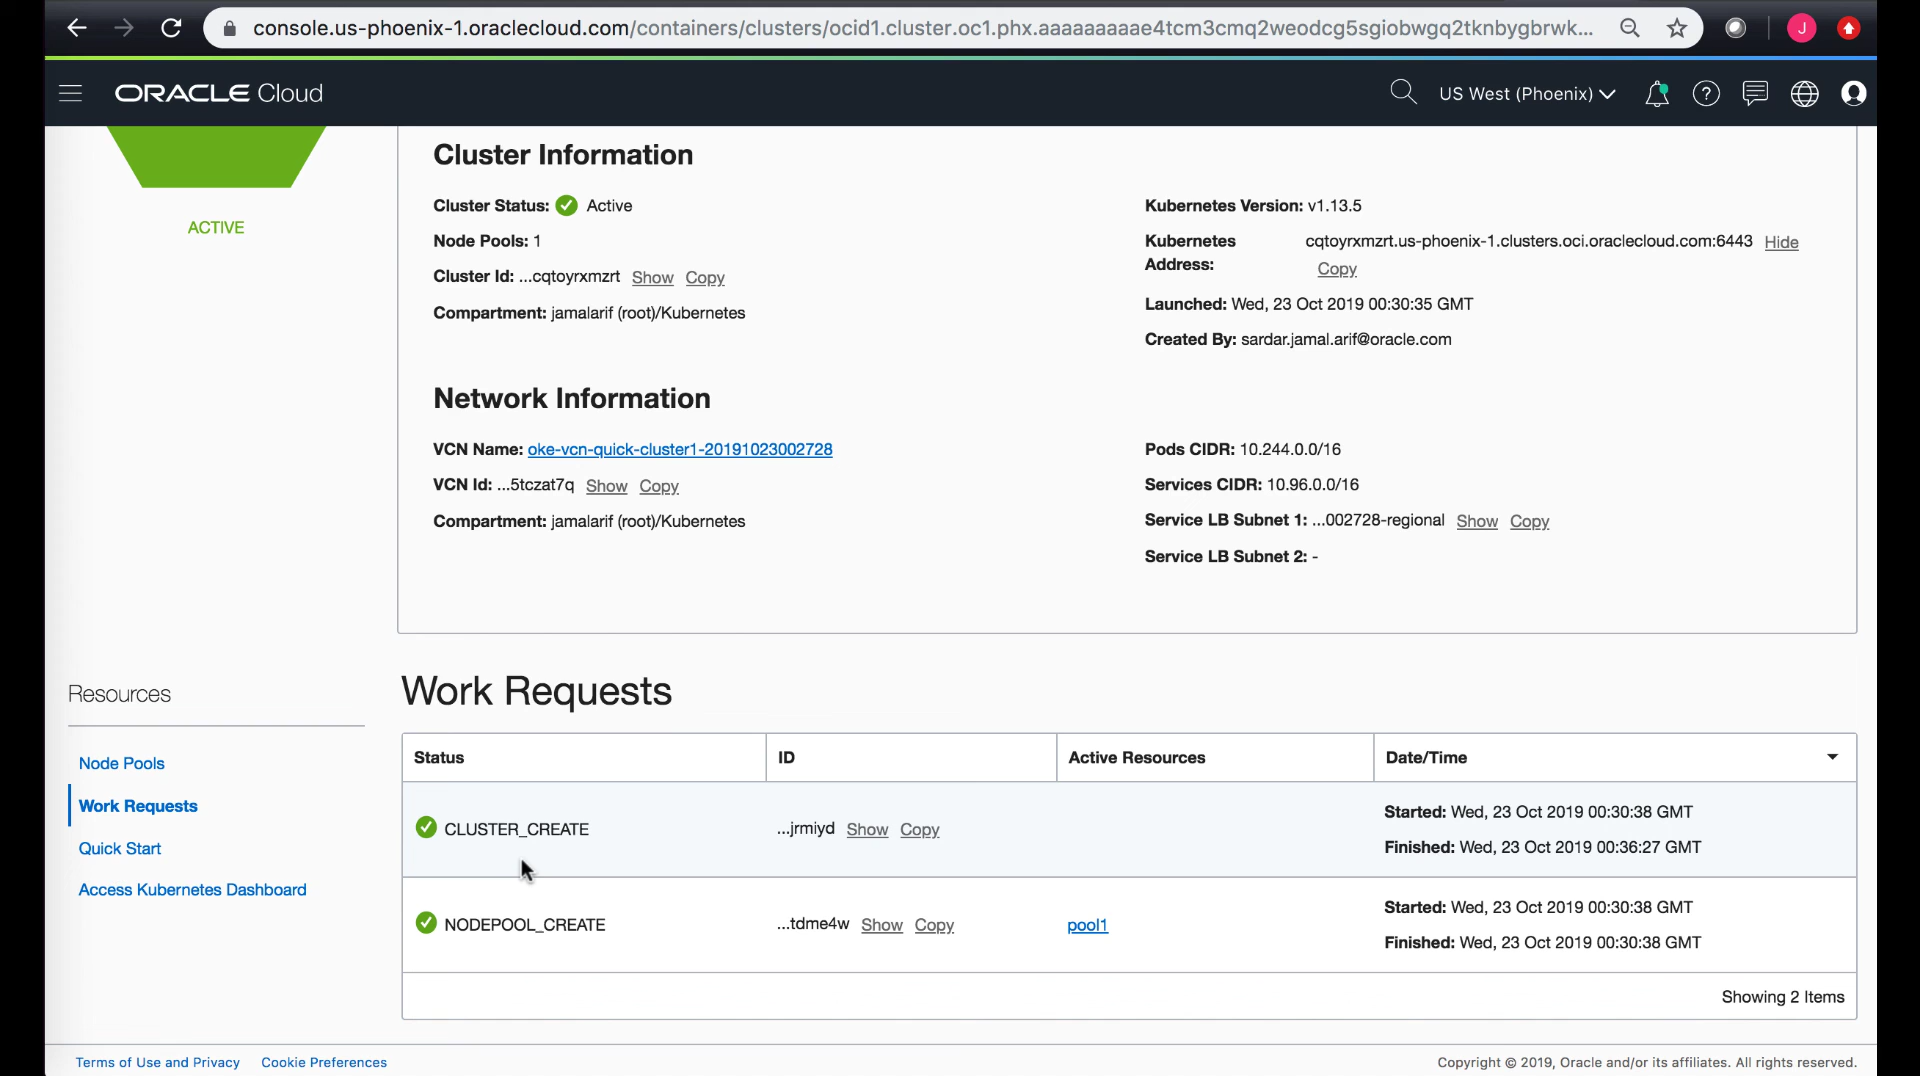 console.us-phoenix-1.oraclecloud.com/containers/clusters/ocid1.cluster.oc1.phx.aaaaaaaaae4tcm3cmq2weodcg5sgiobwgq2tknbygbrwk...
J
ORACLE Cloud
US West (Phoenix)
ACTIVE
Cluster Information
Cluster Status: Active
Node Pools: 1
Cluster Id: ...cqtoyrxmzrt Show Copy
Compartment: jamalarif (root)/Kubernetes
Kubernetes Version: v1.13.5
Kubernetes Address: cqtoyrxmzrt.us-phoenix-1.clusters.oci.oraclecloud.com:6443 Hide
Copy
Launched: Wed, 23 Oct 2019 00:30:35 GMT
Created By: sardar.jamal.arif@oracle.com
Network Information
VCN Name: oke-vcn-quick-cluster1-20191023002728
VCN Id: ...5tczat7q Show Copy
Compartment: jamalarif (root)/Kubernetes
Pods CIDR: 10.244.0.0/16
Services CIDR: 10.96.0.0/16
Service LB Subnet 1: ...002728-regional Show Copy
Service LB Subnet 2: -
Resources
Node Pools
Work Requests
Quick Start
Access Kubernetes Dashboard
Work Requests
Status ID Active Resources Date/Time
CLUSTER_CREATE ...jrmiyd Show Copy
Started: Wed, 23 Oct 2019 00:30:38 GMT
Finished: Wed, 23 Oct 2019 00:36:27 GMT
NODEPOOL_CREATE ...tdme4w Show Copy pool1
Started: Wed, 23 Oct 2019 00:30:38 GMT
Finished: Wed, 23 Oct 2019 00:30:38 GMT
Showing 2 Items
Terms of Use and Privacy Cookie Preferences
Copyright © 2019, Oracle and/or its affiliates. All rights reserved.